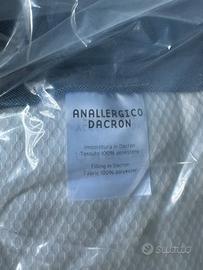 ANALLERGICO
DACRON
Imbottitura in Dacron
Tessuto 100% poliestere
Filling in Dacron
Fabric 100% polyester
subito